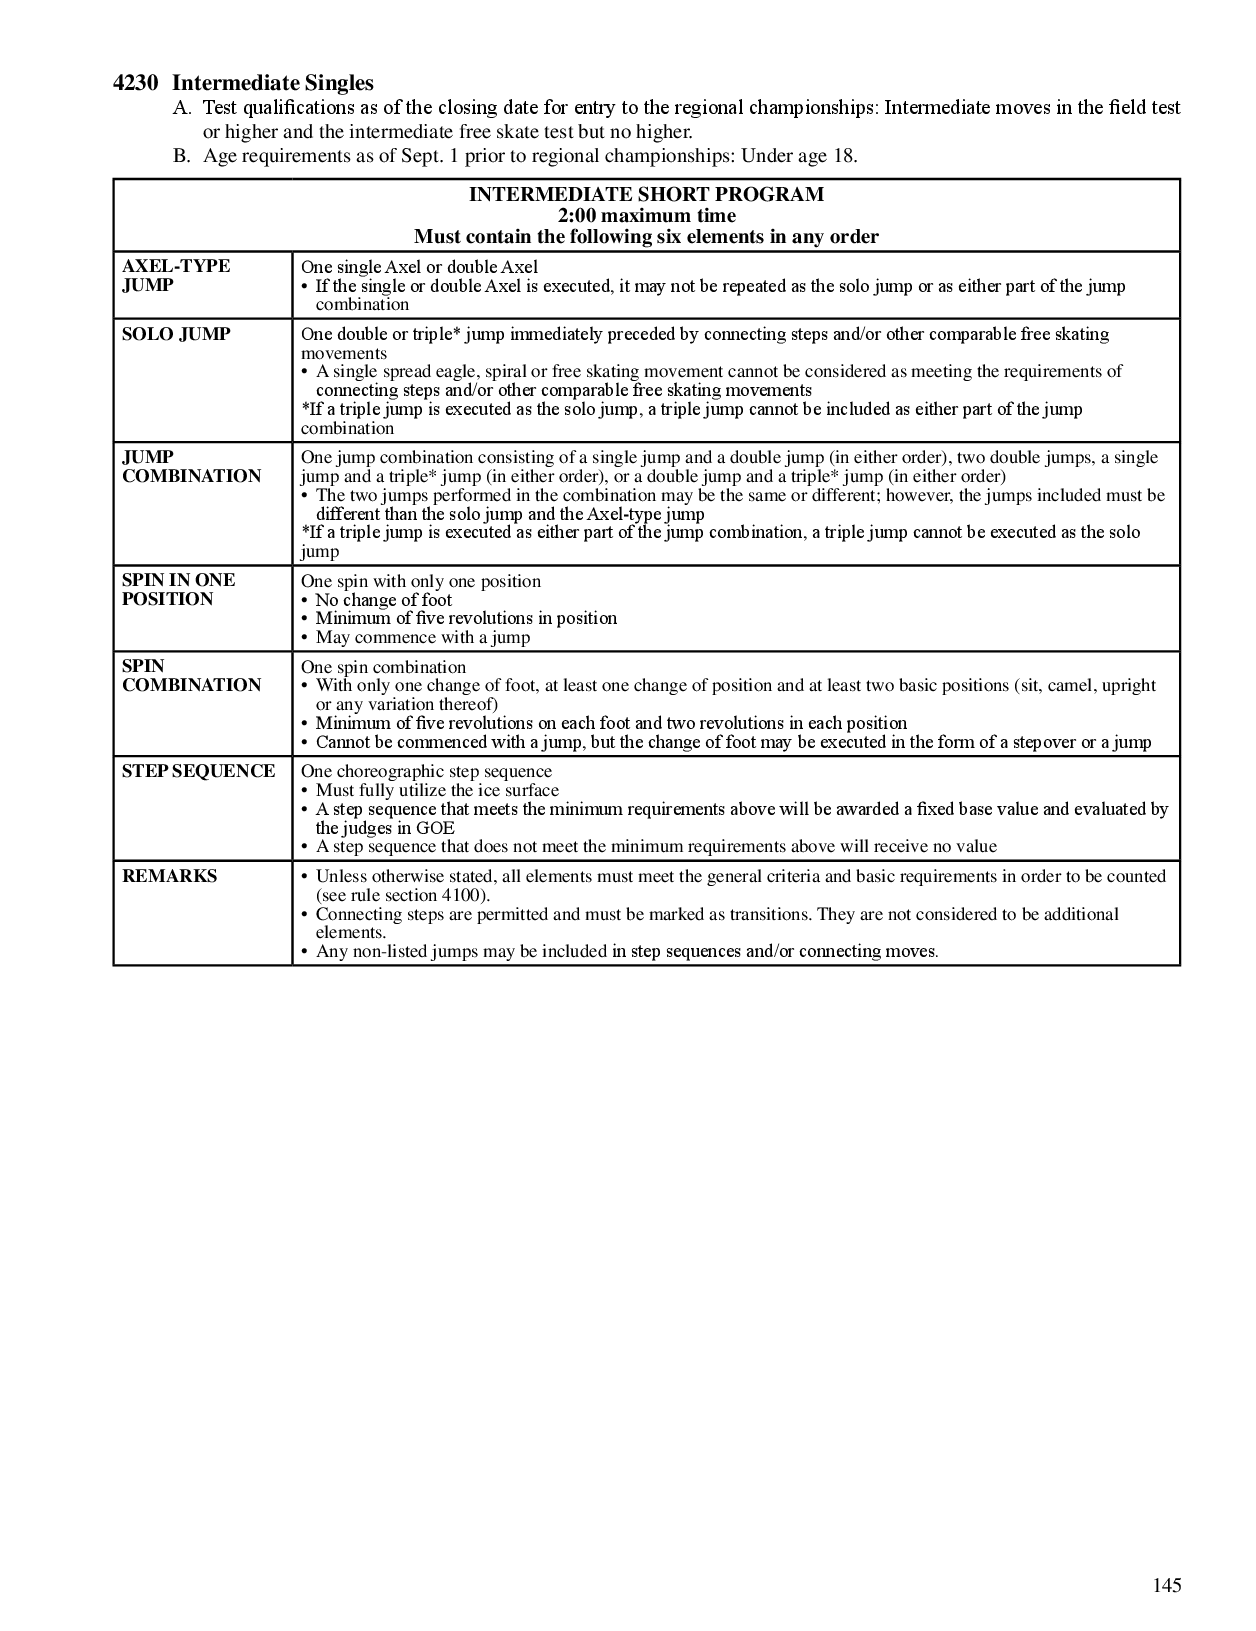 4230 Intermediate Singles
A. Test qualifications as of the closing date for entry to the regional championships: Intermediate moves in the field test
or higher and the intermediate free skate test but no higher.
B. Age requirements as of Sept. 1 prior to regional championships: Under age 18.
INTERMEDIATE SHORT PROGRAM
2:00 maximum time
Must contain the following six elements in any order
AXEL-TYPE
JUMP
One single Axel or double Axel
• If the single or double Axel is executed, it may not be repeated as the solo jump or as either part of the jump
combination
SOLO JUMP
One double or triple* jump immediately preceded by connecting steps and/or other comparable free skating
movements
• A single spread eagle, spiral or free skating movement cannot be considered as meeting the requirements of
connecting steps and/or other comparable free skating movements
*If a triple jump is executed as the solo jump, a triple jump cannot be included as either part of the jump
combination
JUMP
COMBINATION
One jump combination consisting of a single jump and a double jump (in either order), two double jumps, a single
jump and a triple* jump (in either order), or a double jump and a triple* jump (in either order)
• The two jumps performed in the combination may be the same or different; however, the jumps included must be
different than the solo jump and the Axel-type jump
*If a triple jump is executed as either part of the jump combination, a triple jump cannot be executed as the solo
jump
SPIN IN ONE
POSITION
One spin with only one position
• No change of foot
• Minimum of five revolutions in position
• May commence with a jump
SPIN
COMBINATION
One spin combination
• With only one change of foot, at least one change of position and at least two basic positions (sit, camel, upright
or any variation thereof)
• Minimum of five revolutions on each foot and two revolutions in each position
• Cannot be commenced with a jump, but the change of foot may be executed in the form of a stepover or a jump
STEP SEQUENCE
One choreographic step sequence
• Must fully utilize the ice surface
• A step sequence that meets the minimum requirements above will be awarded a fixed base value and evaluated by
the judges in GOE
• A step sequence that does not meet the minimum requirements above will receive no value
REMARKS
• Unless otherwise stated, all elements must meet the general criteria and basic requirements in order to be counted
(see rule section 4100).
• Connecting steps are permitted and must be marked as transitions. They are not considered to be additional
elements.
• Any non-listed jumps may be included in step sequences and/or connecting moves.
145